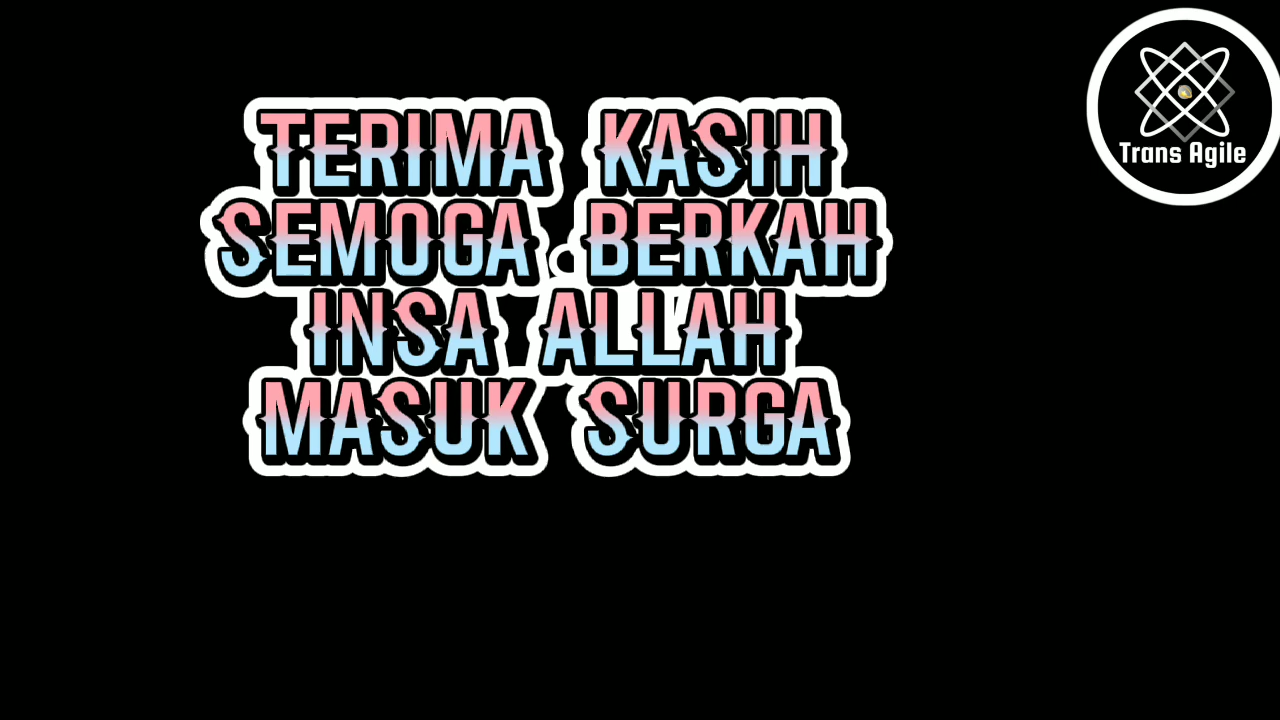 TERIMA KASIH
SEMOGA BERKAH
INSA ALLAH
MASUK SURGA
Trans Agile